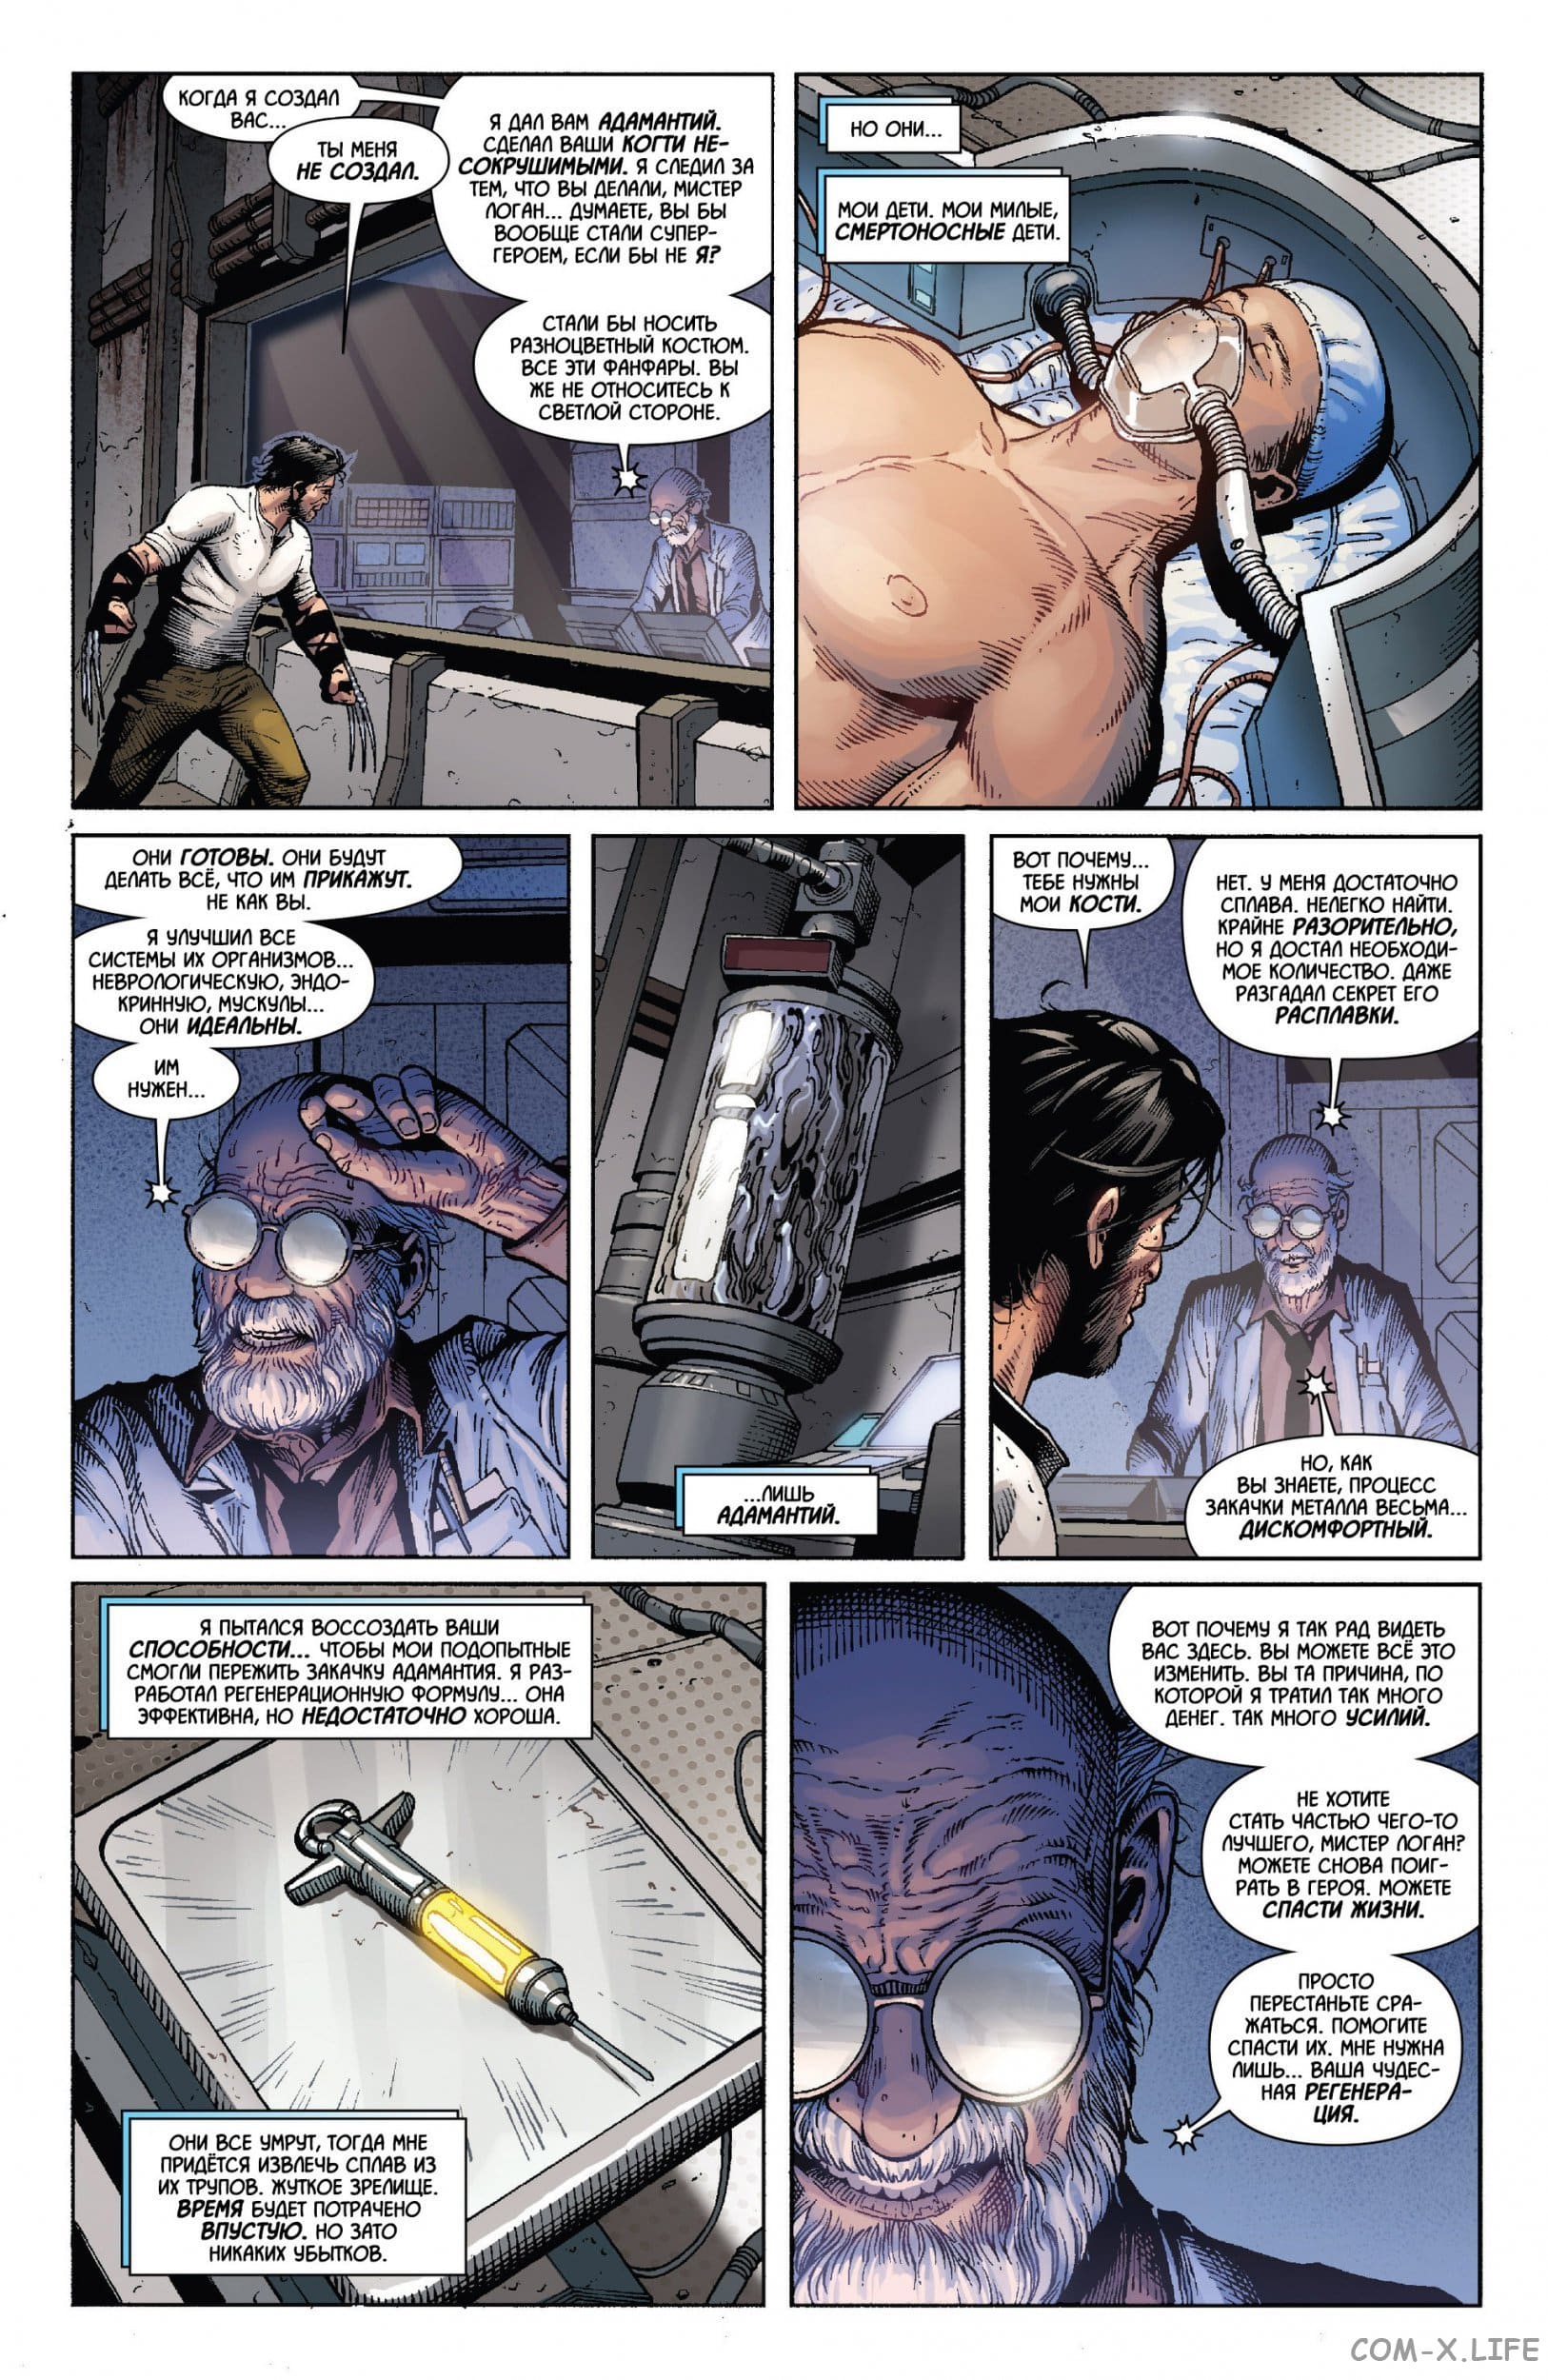 КОГДА Я СОЗДАЛ
ВАС...
ТЫ МЕНЯ
НЕ СОЗДАЛ.
Я ДАЛ ВАМ АДАМАНТИЙ.
СДЕЛАЛ ВАШИ КОГТИ НЕ-
СОКРУШИМЫМИ. Я СЛЕДИЛ ЗА
ТЕМ, ЧТО ВЫ ДЕЛАЛИ, МИСТЕР
ЛОГАН... ДУМАЕТЕ, ВЫ БЫ
ВООБЩЕ СТАЛИ СУПЕР-
ГЕРОЕМ, ЕСЛИ БЫ НЕ Я?
СТАЛИ БЫ НОСИТЬ
РАЗНОЦВЕТНЫЙ КОСТЮМ.
ВСЕ ЭТИ ФАНФАРЫ. ВЫ
ЖЕ НЕ ОТНОСИТЕСЬ К
СВЕТЛОЙ СТОРОНЕ.
НО ОНИ...
МОИ ДЕТИ. МОИ МИЛЫЕ,
СМЕРТОНОСНЫЕ ДЕТИ.
ОНИ ГОТОВЫ. ОНИ БУДУТ
ДЕЛАТЬ ВСЁ, ЧТО ИМ ПРИКАЖУТ.
НЕ КАК ВЫ.
Я УЛУЧШИЛ ВСЕ
СИСТЕМЫ ИХ ОРГАНИЗМОВ...
НЕВРОЛОГИЧЕСКУЮ, ЭНДО-
КРИННУЮ, МУСКУЛЫ...
ОНИ ИДЕАЛЬНЫ.
ИМ
НУЖЕН...
...ЛИШЬ
АДАМАНТИЙ.
ВОТ ПОЧЕМУ...
ТЕБЕ НУЖНЫ
МОИ КОСТИ.
НЕТ. У МЕНЯ ДОСТАТОЧНО
СПЛАВА. НЕЛЕГКО НАЙТИ.
КРАЙНЕ РАЗОРИТЕЛЬНО,
НО Я ДОСТАЛ НЕОБХОДИ-
МОЕ КОЛИЧЕСТВО. ДАЖЕ
РАЗГАДАЛ СЕКРЕТ ЕГО
РАСПЛАВКИ.
НО, КАК
ВЫ ЗНАЕТЕ, ПРОЦЕСС
ЗАКАЧКИ МЕТАЛЛА ВЕСЬМА...
ДИСКОМФОРТНЫЙ.
Я ПЫТАЛСЯ ВОССОЗДАТЬ ВАШИ
СПОСОБНОСТИ... ЧТОБЫ МОИ ПОДОПЫТНЫЕ
СМОГЛИ ПЕРЕЖИТЬ ЗАКАЧКУ АДАМАНТИЯ. Я РАЗ-
РАБОТАЛ РЕГЕНЕРАЦИОННУЮ ФОРМУЛУ... ОНА
ЭФФЕКТИВНА, НО НЕДОСТАТОЧНО ХОРОША.
ОНИ ВСЕ УМРУТ, ТОГДА МНЕ
ПРИДЁТСЯ ИЗВЛЕЧЬ СПЛАВ ИЗ
ИХ ТРУПОВ. ЖУТКОЕ ЗРЕЛИЩЕ.
ВРЕМЯ БУДЕТ ПОТРАЧЕНО
ВПУСТУЮ. НО ЗАТО
НИКАКИХ УБЫТКОВ.
ВОТ ПОЧЕМУ Я ТАК РАД ВИДЕТЬ
ВАС ЗДЕСЬ. ВЫ МОЖЕТЕ ВСЁ ЭТО
ИЗМЕНИТЬ. ВЫ ТА ПРИЧИНА, ПО
КОТОРОЙ Я ТРАТИЛ ТАК МНОГО
ДЕНЕГ. ТАК МНОГО УСИЛИЙ.
НЕ ХОТИТЕ
СТАТЬ ЧАСТЬЮ ЧЕГО-ТО
ЛУЧШЕГО, МИСТЕР ЛОГАН?
МОЖЕТЕ СНОВА ПОИГ-
РАТЬ В ГЕРОЯ. МОЖЕТЕ
СПАСТИ ЖИЗНИ.
ПРОСТО
ПЕРЕСТАНЬТЕ СРА-
ЖАТЬСЯ. ПОМОГИТЕ
СПАСТИ ИХ. МНЕ НУЖНА
ЛИШЬ... ВАША ЧУДЕС-
НАЯ РЕГЕНЕРА-
ЦИЯ.
COM-X.LIFE